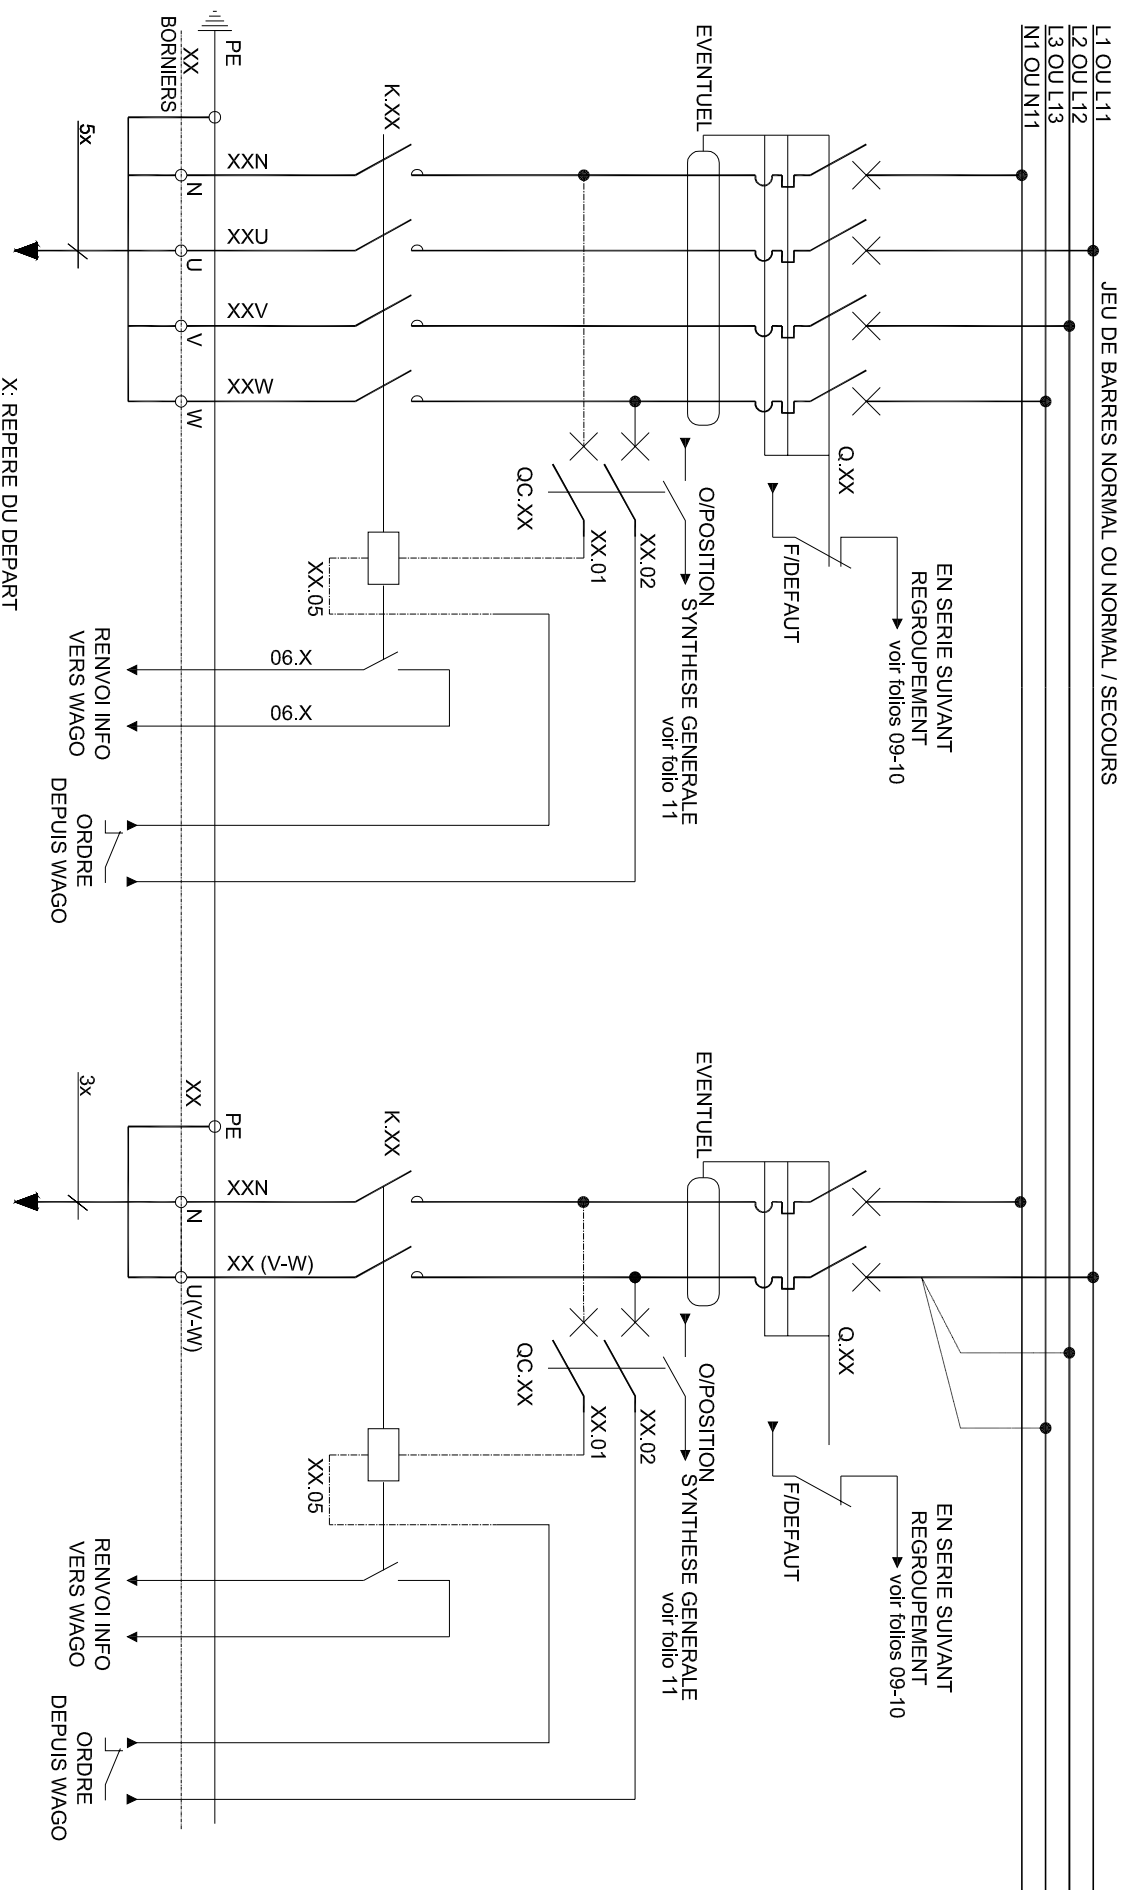 L1 OU L11
L2 OU L12
L3 OU L13
N1 OU N11
JEU DE BARRES NORMAL OU NORMAL / SECOURS
EN SERIE SUIVANT
REGROUPEMENT
voir folios 09-10
Q.XX
F/DEFAUT
EVENTUEL
O/POSITION
SYNTHESE GENERALE
voir folio 11
XX.02
XX.01
QC.XX
K.XX
XX.05
XXN
XXU
XXV
XXW
06.X
06.X
PE
XX
BORNIERS
N
U
V
W
5x
RENVOI INFO
VERS WAGO
ORDRE
DEPUIS WAGO
X: REPERE DU DEPART
EN SERIE SUIVANT
REGROUPEMENT
voir folios 09-10
Q.XX
F/DEFAUT
EVENTUEL
O/POSITION
SYNTHESE GENERALE
voir folio 11
XX.02
XX.01
QC.XX
K.XX
XX.05
XXN
XX (V-W)
PE
XX
N
U(V-W)
3x
RENVOI INFO
VERS WAGO
ORDRE
DEPUIS WAGO